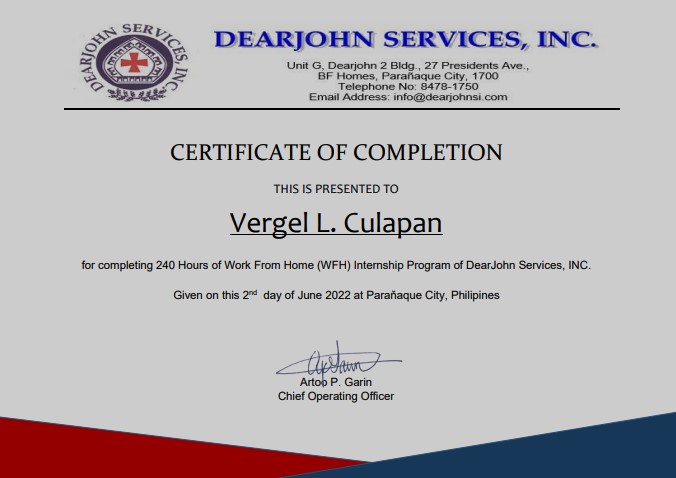 DEARJOHN SERVICES, INC.
DEARJOHN SERVICES, INC.
Unit G, Dearjohn 2 Bldg., 27 Presidents Ave.,
BF Homes, Parañaque City, 1700
Telephone No: 8478-1750
Email Address: info@dearjohnsi.com
CERTIFICATE OF COMPLETION
THIS IS PRESENTED TO
Vergel L. Culapan
for completing 240 Hours of Work From Home (WFH) Internship Program of DearJohn Services, INC.
Given on this 2nd day of June 2022 at Parañaque City, Philipines
Artop P. Garin
Chief Operating Officer